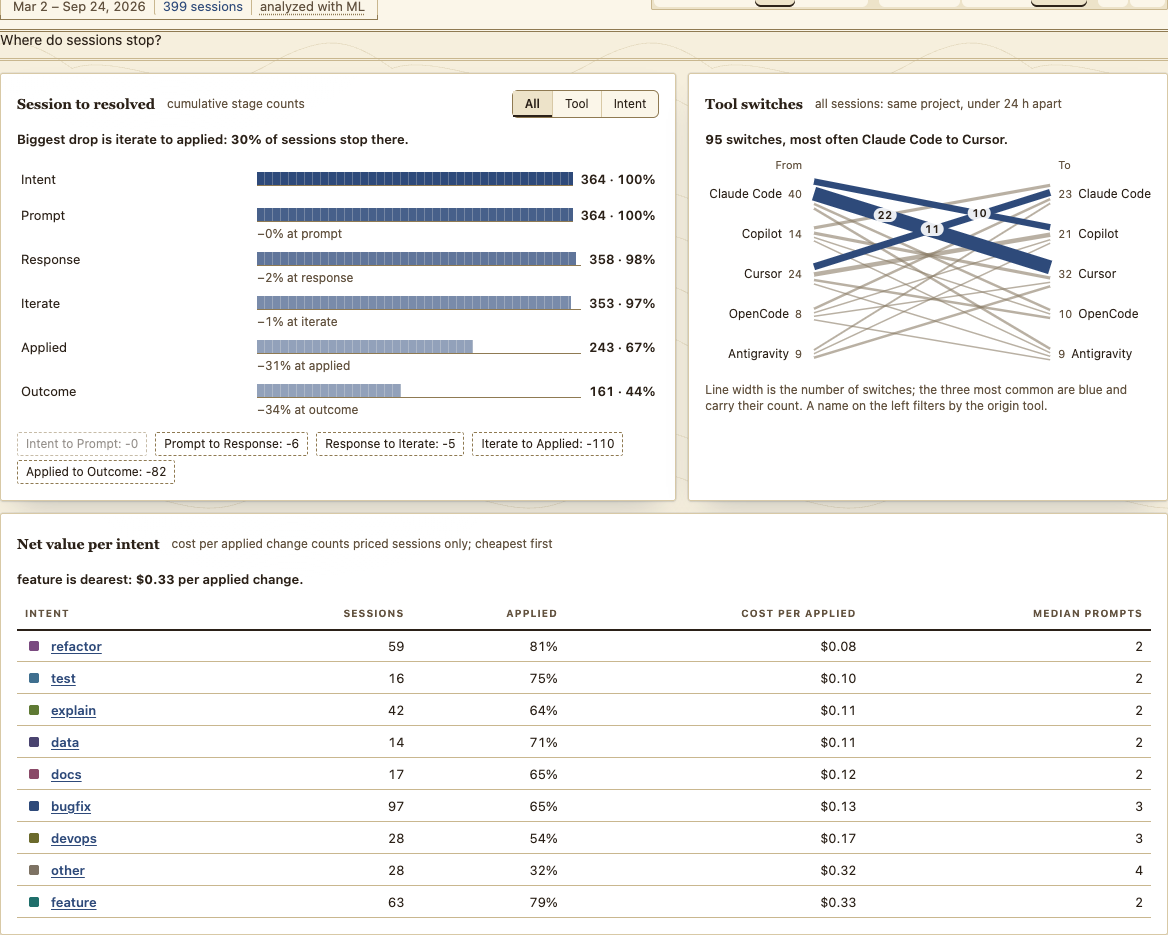 Mar 2 – Sep 24, 2026 399 sessions analyzed with ML
Where do sessions stop?
Session to resolved cumulative stage counts All Tool Intent
Biggest drop is iterate to applied: 30% of sessions stop there.
Intent 364 · 100%
Prompt 364 · 100%
−0% at prompt
Response 358 · 98%
−2% at response
Iterate 353 · 97%
−1% at iterate
Applied 243 · 67%
−31% at applied
Outcome 161 · 44%
−34% at outcome
Intent to Prompt: -0 Prompt to Response: -6 Response to Iterate: -5 Iterate to Applied: -110
Applied to Outcome: -82
Tool switches all sessions: same project, under 24 h apart
95 switches, most often Claude Code to Cursor.
From To
Claude Code 40 23 Claude Code
22 10
11
Copilot 14 21 Copilot
Cursor 24 32 Cursor
OpenCode 8 10 OpenCode
Antigravity 9 9 Antigravity
Line width is the number of switches; the three most common are blue and
carry their count. A name on the left filters by the origin tool.
Net value per intent cost per applied change counts priced sessions only; cheapest first
feature is dearest: $0.33 per applied change.
INTENT SESSIONS APPLIED COST PER APPLIED MEDIAN PROMPTS
refactor 59 81% $0.08 2
test 16 75% $0.10 2
explain 42 64% $0.11 2
data 14 71% $0.11 2
docs 17 65% $0.12 2
bugfix 97 65% $0.13 3
devops 28 54% $0.17 3
other 28 32% $0.32 4
feature 63 79% $0.33 2